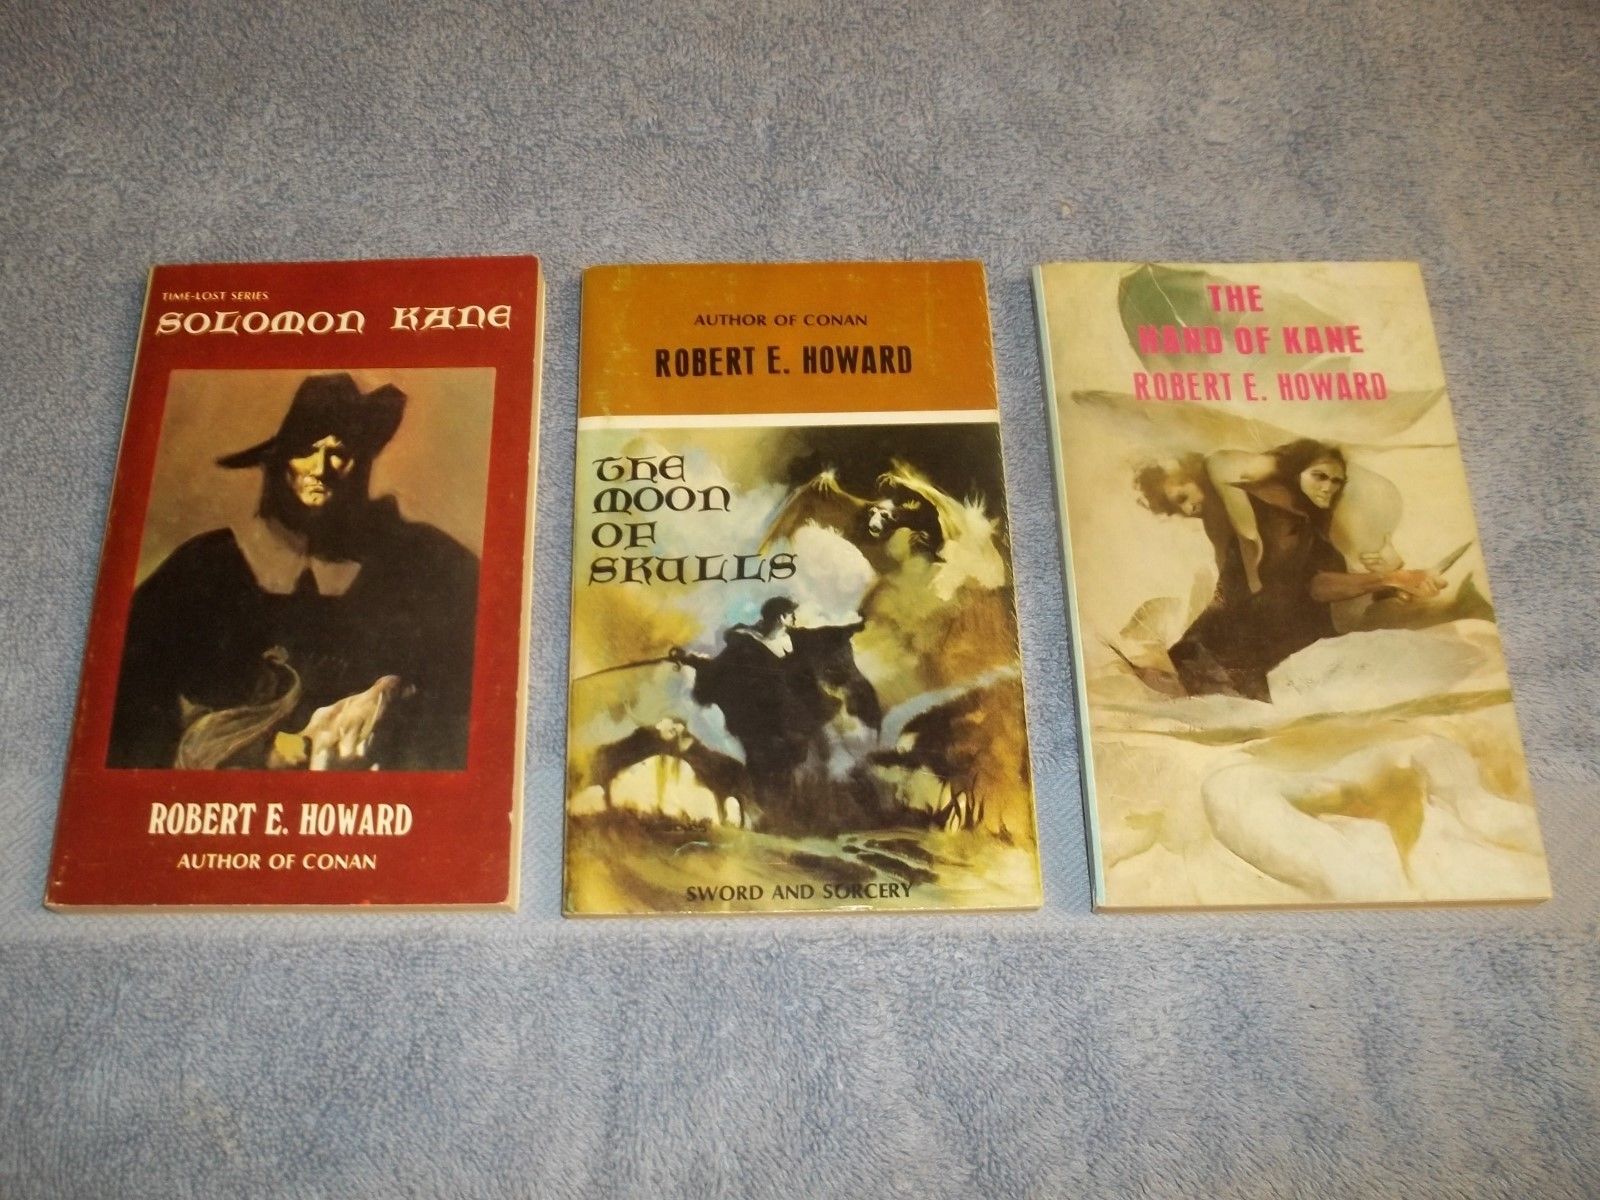 TIME-LOST SERIES
SOLOMON KANE
ROBERT E. HOWARD
AUTHOR OF CONAN
AUTHOR OF CONAN
ROBERT E. HOWARD
THE
MOON
OF
SKULLS
SWORD AND SORCERY
THE
HAND OF KANE
ROBERT E. HOWARD